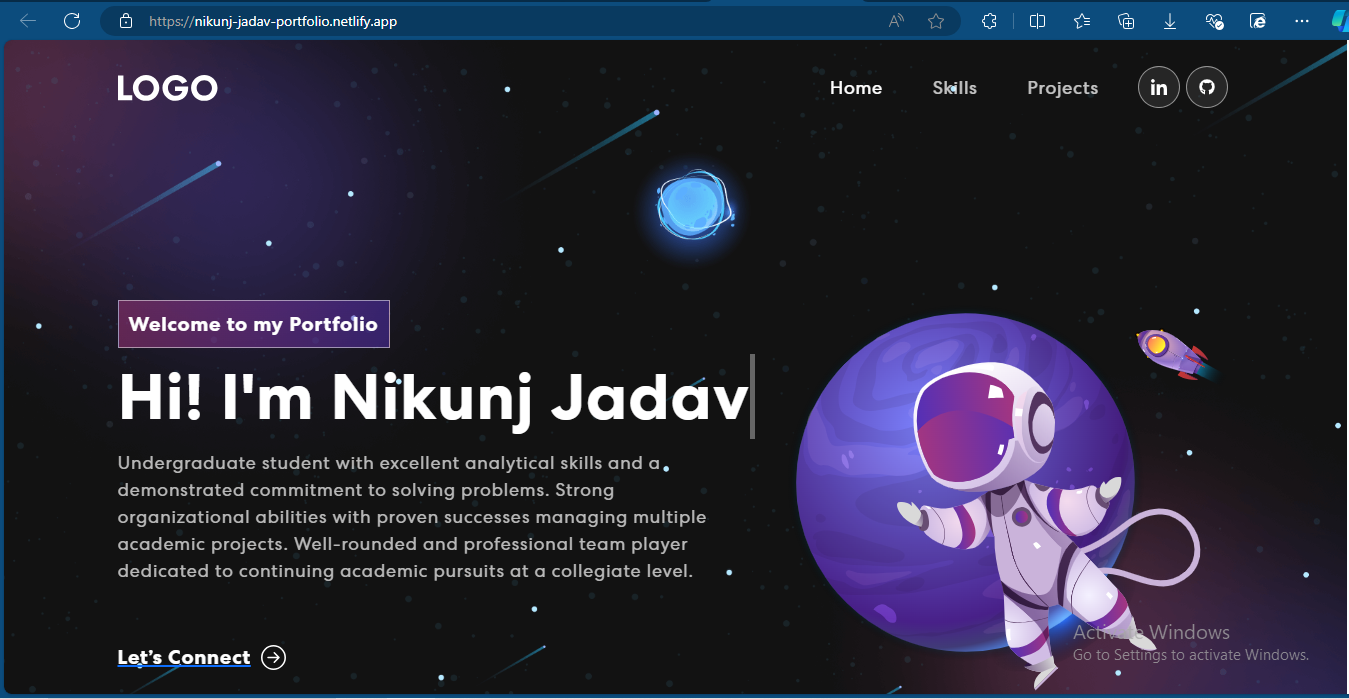 https://nikunj-jadav-portfolio.netlify.app
LOGO
Home Skills Projects in
Welcome to my Portfolio
Hi! I'm Nikunj Jadav
Undergraduate student with excellent analytical skills and a
demonstrated commitment to solving problems. Strong
organizational abilities with proven successes managing multiple
academic projects. Well-rounded and professional team player
dedicated to continuing academic pursuits at a collegiate level.
Let's Connect
Activate Windows
Go to Settings to activate Windows.